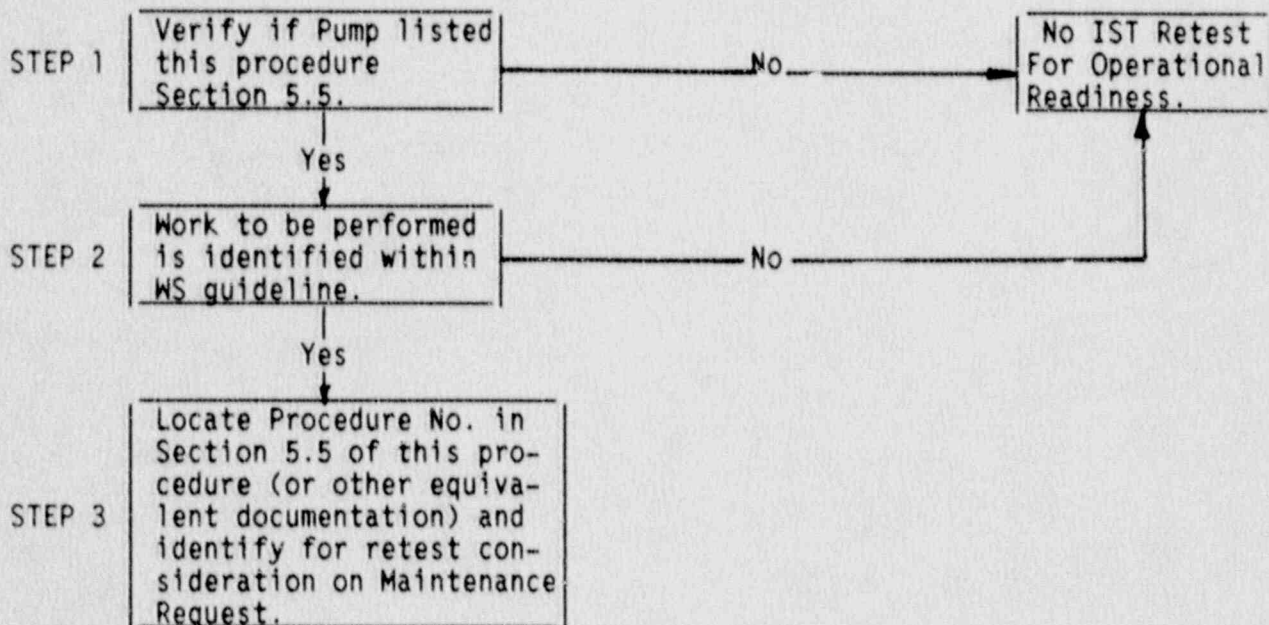 STEP 1
Verify if Pump listed
this procedure
Section 5.5.
No
No IST Retest
For Operational
Readiness.
Yes
STEP 2
Work to be performed
is identified within
WS guideline.
No
Yes
STEP 3
Locate Procedure No. in
Section 5.5 of this pro-
cedure (or other equiva-
lent documentation) and
identify for retest con-
sideration on Maintenance
Request.